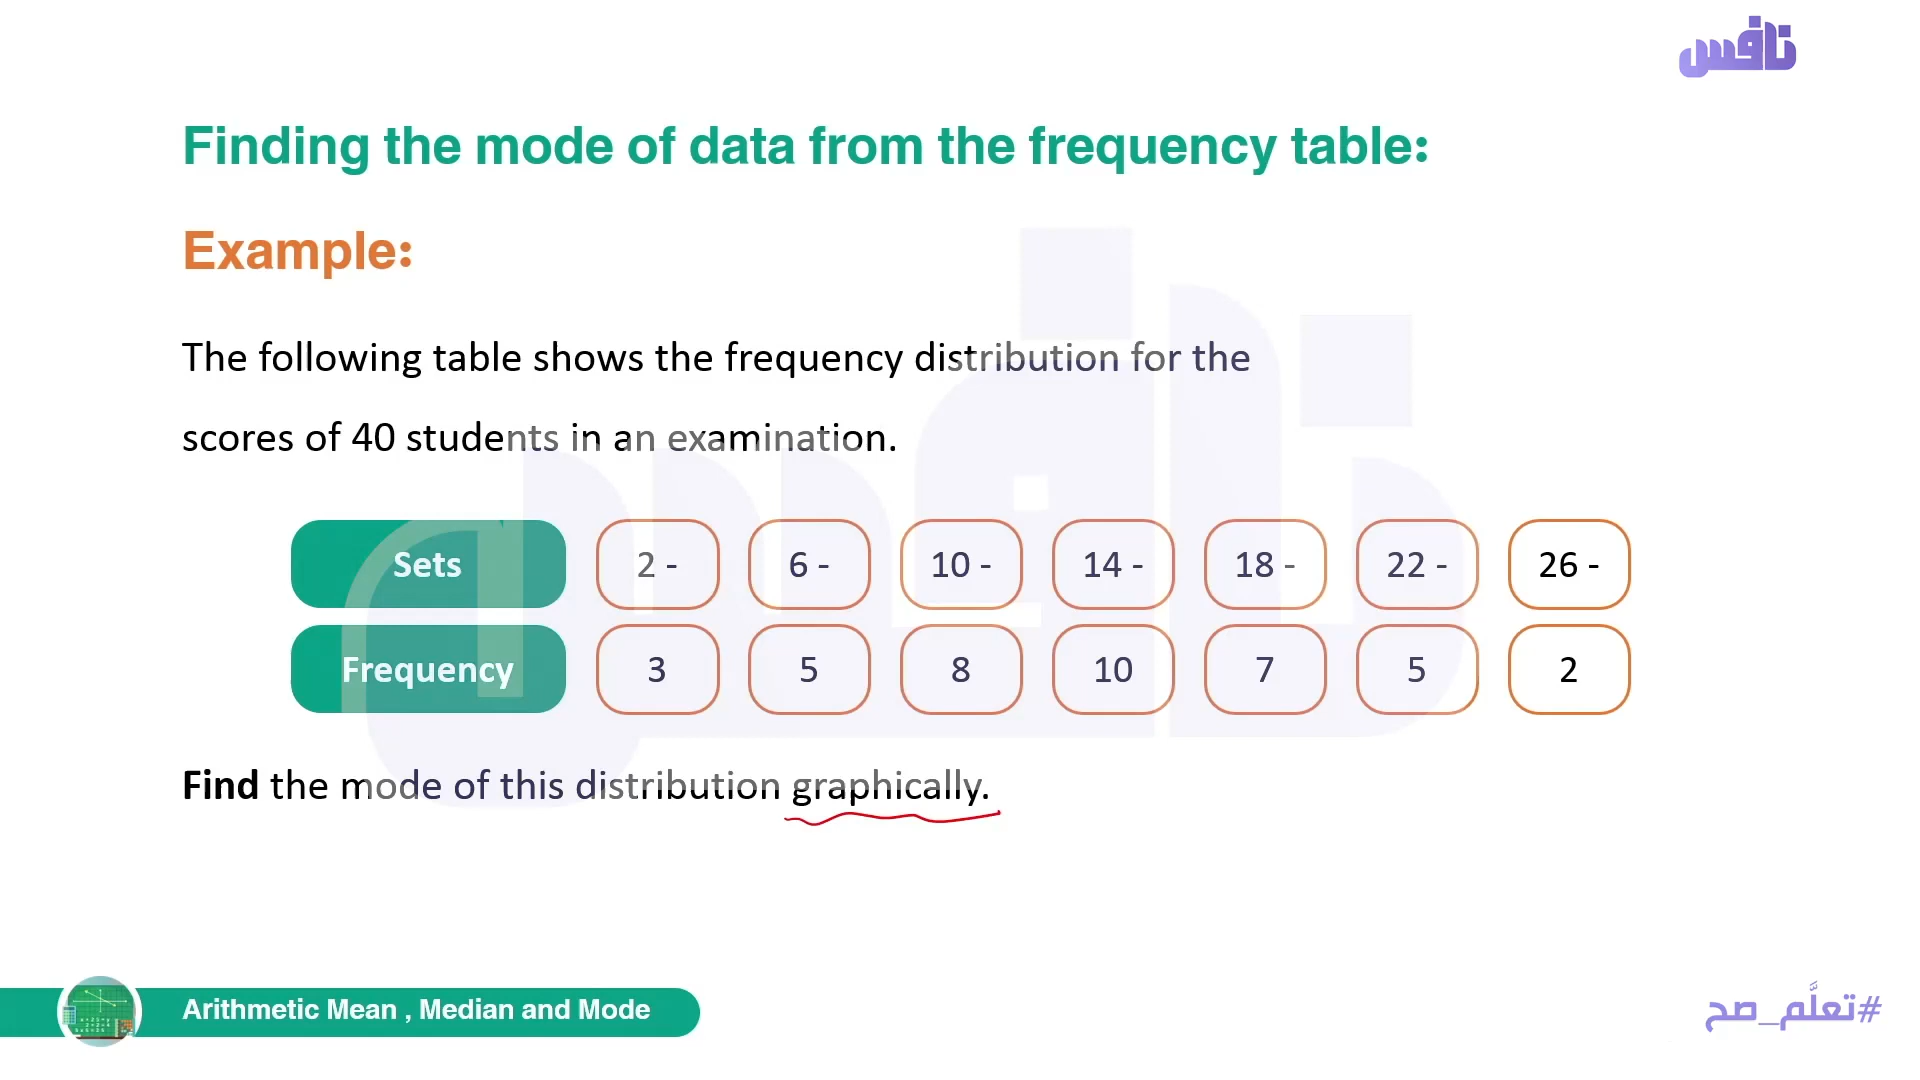 نافس
Finding the mode of data from the frequency table:
Example:
The following table shows the frequency distribution for the
scores of 40 students in an examination.
Sets 2 - 6 - 10 - 14 - 18 - 22 - 26 -
Frequency 3 5 8 10 7 5 2
Find the mode of this distribution graphically.
Arithmetic Mean , Median and Mode
#تعلَّم_صح